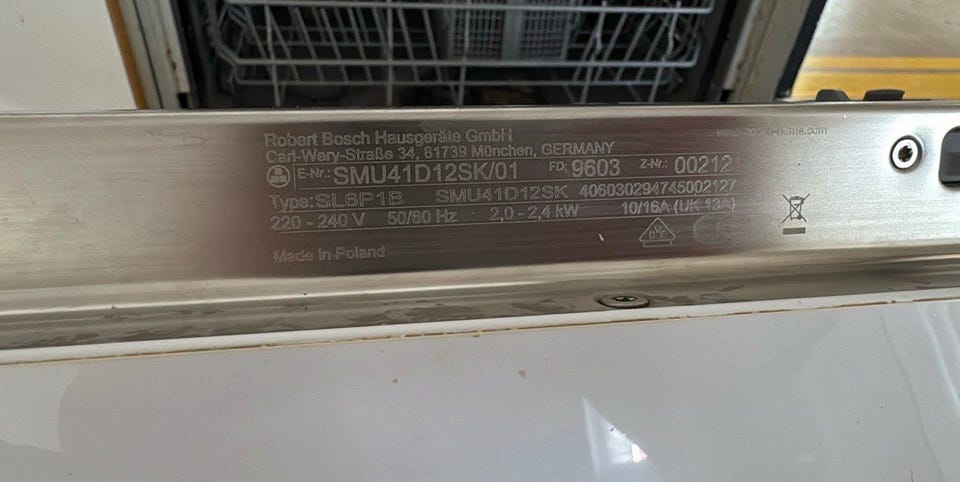 Robert Bosch Hausgeräte GmbH
Carl-Wery-Straße 34, 81739 München, GERMANY
E-Nr.: SMU41D12SK/01 FD: 9603 Z-Nr.: 00212
Type: SL6P1B SMU41D12SK 406030294745002127
220 - 240 V 50/60 Hz 2,0 - 2,4 kW 10/16A (UK 13A)
Made in Poland